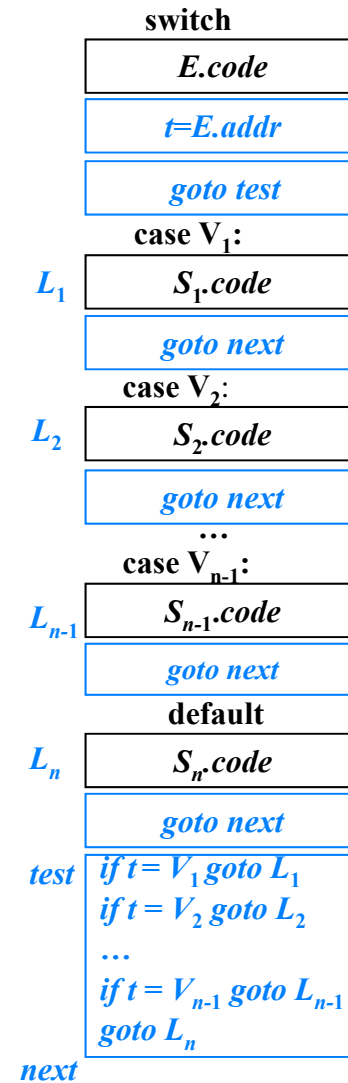 switch
E.code
t=E.addr
goto test
case V₁:
L₁ S₁.code
goto next
case V₂:
L₂ S₂.code
goto next
…
case Vₙ₋₁:
Lₙ₋₁ Sₙ₋₁.code
goto next
default
Lₙ Sₙ.code
goto next
test if t = V₁ goto L₁
if t = V₂ goto L₂
…
if t = Vₙ₋₁ goto Lₙ₋₁
goto Lₙ
next